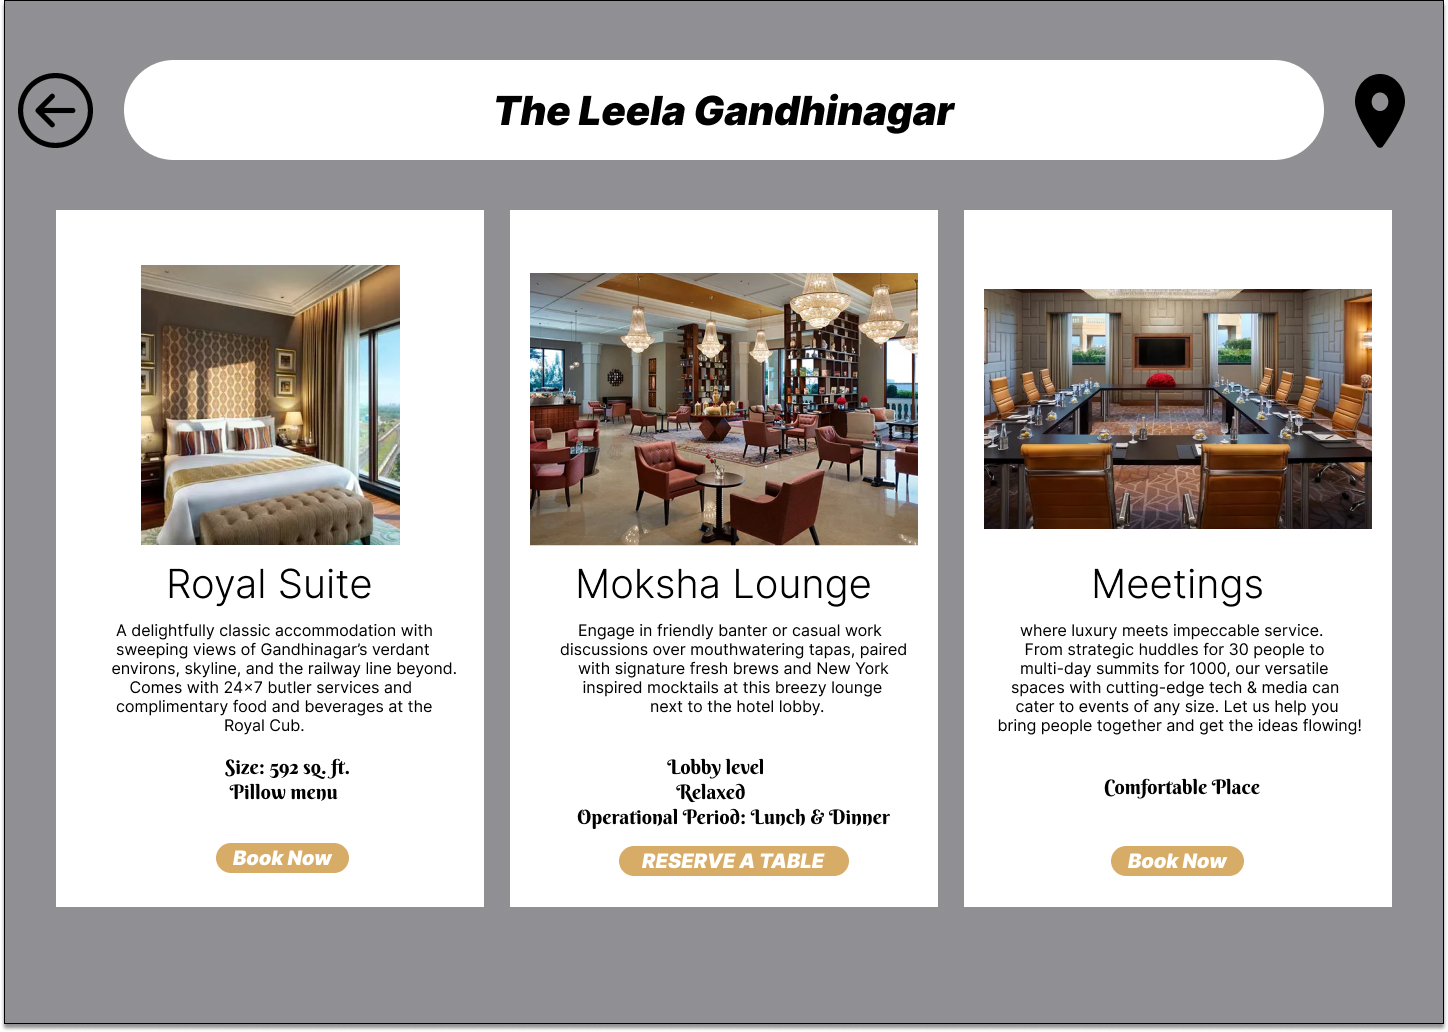 The Leela Gandhinagar
Royal Suite
A delightfully classic accommodation with
sweeping views of Gandhinagar’s verdant
environs, skyline, and the railway line beyond.
Comes with 24×7 butler services and
complimentary food and beverages at the
Royal Cub.
Size: 592 sq. ft.
Pillow menu
Book Now
Moksha Lounge
Engage in friendly banter or casual work
discussions over mouthwatering tapas, paired
with signature fresh brews and New York
inspired mocktails at this breezy lounge
next to the hotel lobby.
Lobby level
Relaxed
Operational Period: Lunch & Dinner
RESERVE A TABLE
Meetings
where luxury meets impeccable service.
From strategic huddles for 30 people to
multi-day summits for 1000, our versatile
spaces with cutting-edge tech & media can
cater to events of any size. Let us help you
bring people together and get the ideas flowing!
Comfortable Place
Book Now